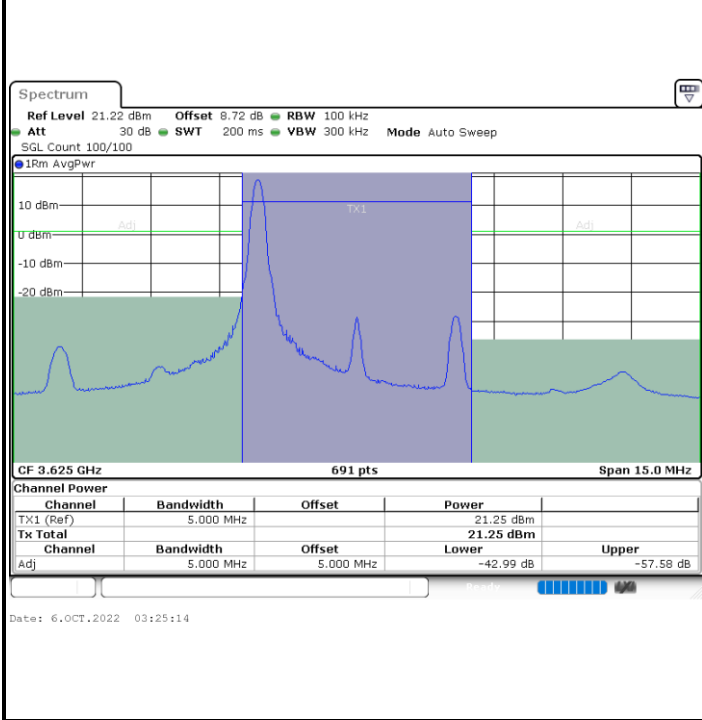 Spectrum
Ref Level 21.22 dBm Offset 8.72 dB RBW 100 kHz
Att 30 dB SWT 200 ms VBW 300 kHz Mode Auto Sweep
SGL Count 100/100
1Rm AvgPwr
10 dBm
TX1
Adj Adj
0 dBm
-10 dBm
-20 dBm
CF 3.625 GHz 691 pts Span 15.0 MHz
Channel Power
Channel Bandwidth Offset Power
TX1 (Ref) 5.000 MHz 21.25 dBm
Tx Total 21.25 dBm
Channel Bandwidth Offset Lower Upper
Adj 5.000 MHz 5.000 MHz -42.99 dB -57.58 dB
Ready
Date: 6.OCT.2022 03:25:14